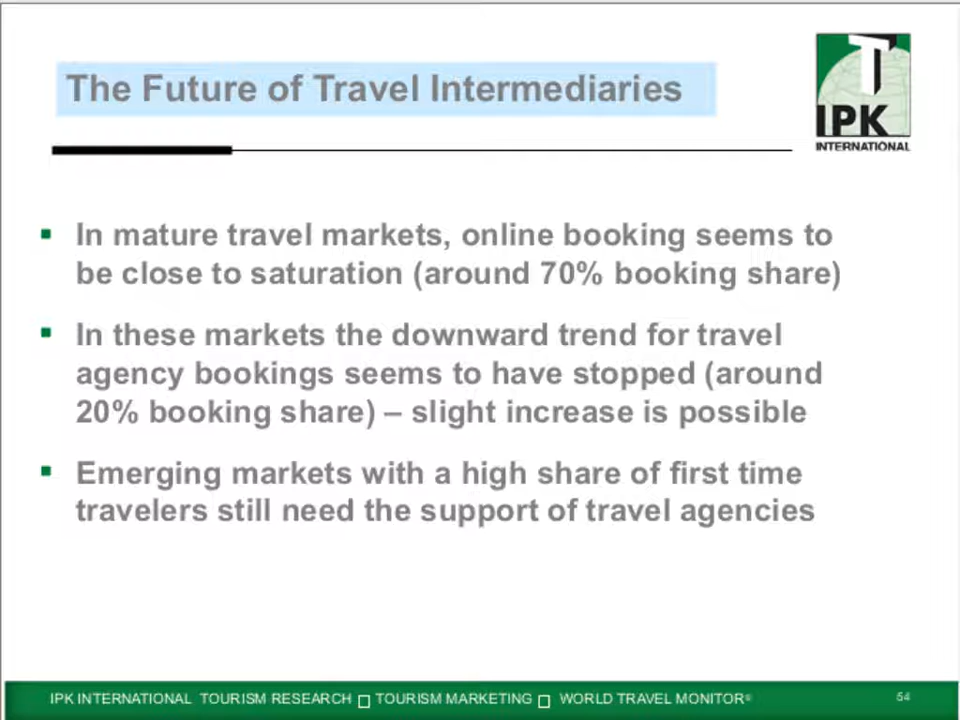 The Future of Travel Intermediaries
T
IPK
INTERNATIONAL
In mature travel markets, online booking seems to
be close to saturation (around 70% booking share)
In these markets the downward trend for travel
agency bookings seems to have stopped (around
20% booking share) – slight increase is possible
Emerging markets with a high share of first time
travelers still need the support of travel agencies
IPK INTERNATIONAL TOURISM RESEARCH □ TOURISM MARKETING □ WORLD TRAVEL MONITOR® 54